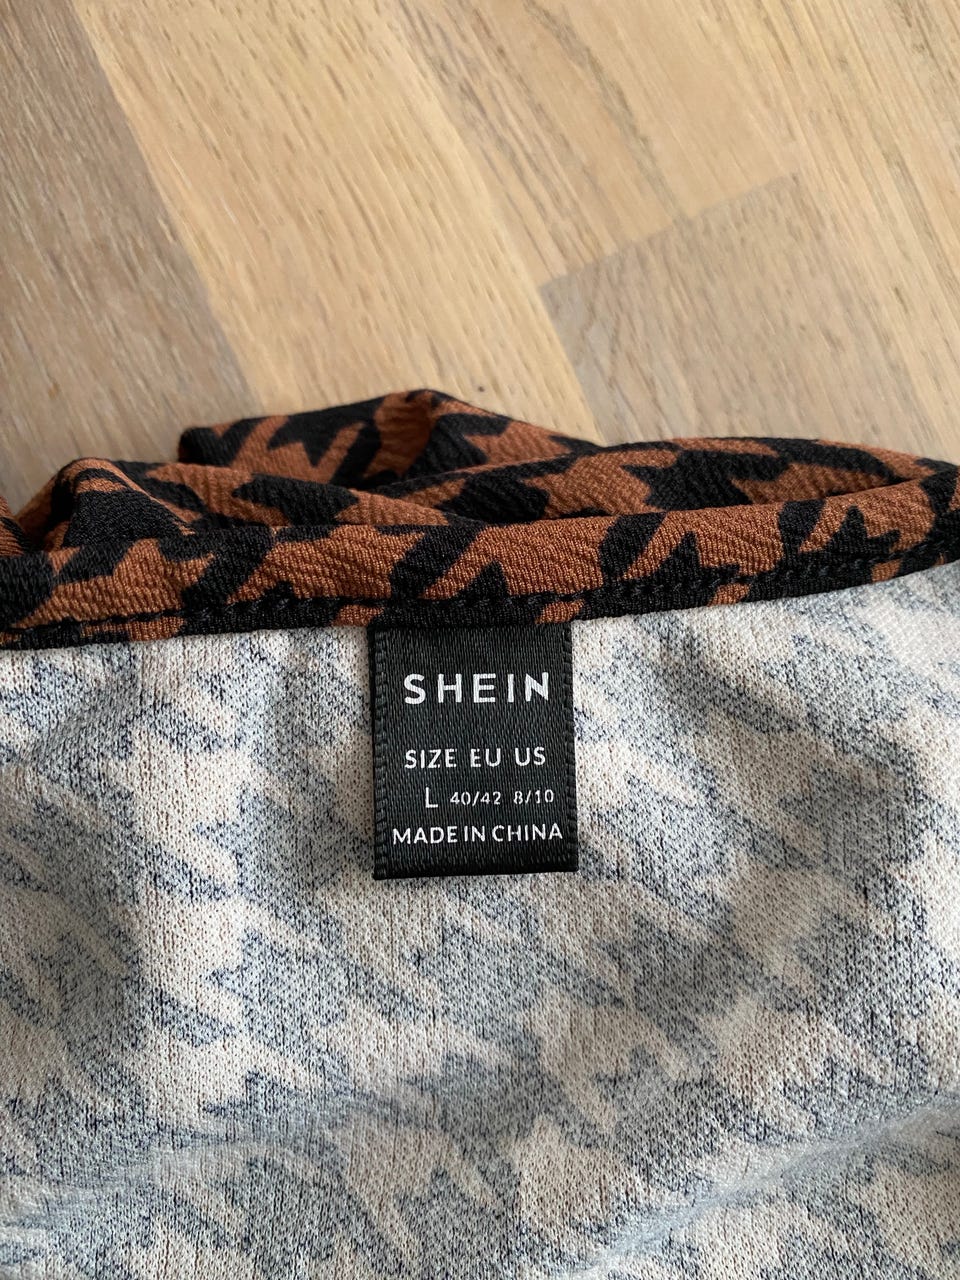 SHEIN
SIZE EU US
L 40/42 8/10
MADE IN CHINA